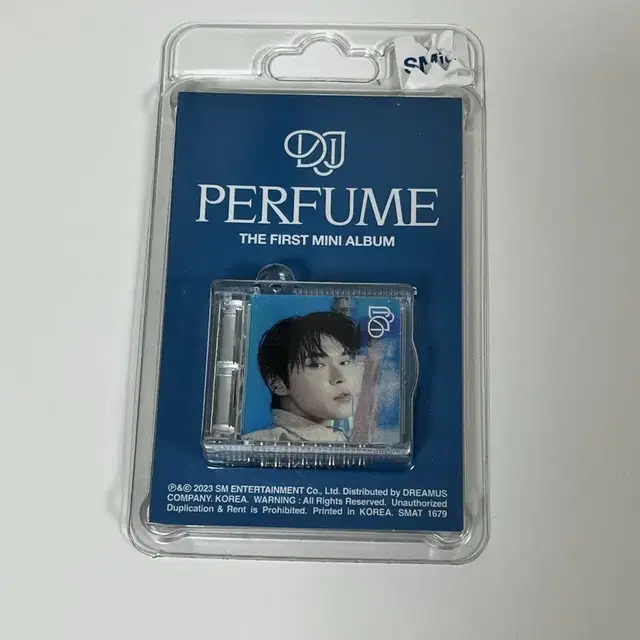 SM
DJJ
PERFUME
THE FIRST MINI ALBUM
℗&© 2023 SM ENTERTAINMENT Co., Ltd. Distributed by DREAMUS
COMPANY. KOREA. WARNING : All Rights Reserved. Unauthorized
Duplication & Rent is Prohibited. Printed in KOREA. SMAT 1679